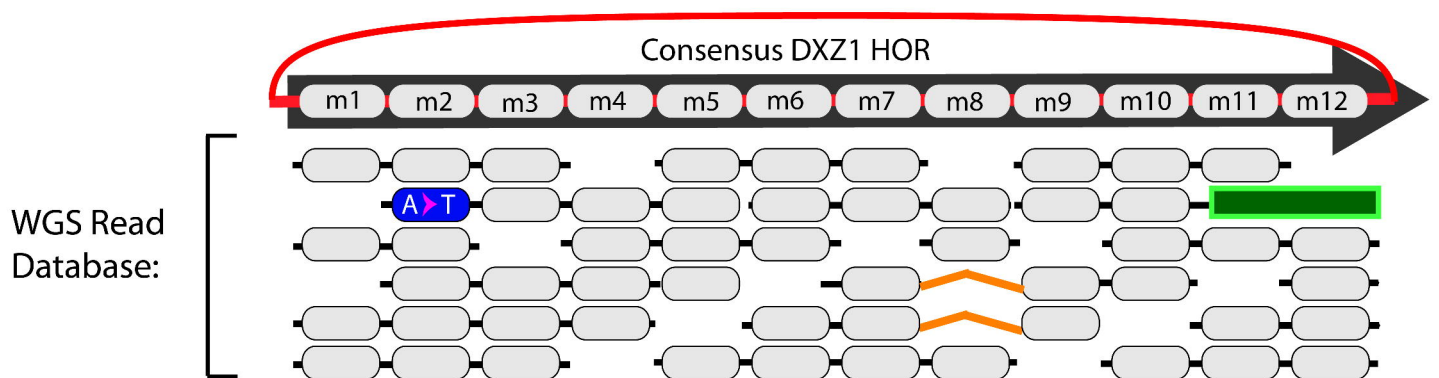 Consensus DXZ1 HOR
m1 m2 m3 m4 m5 m6 m7 m8 m9 m10 m11 m12
A T
WGS Read
Database: